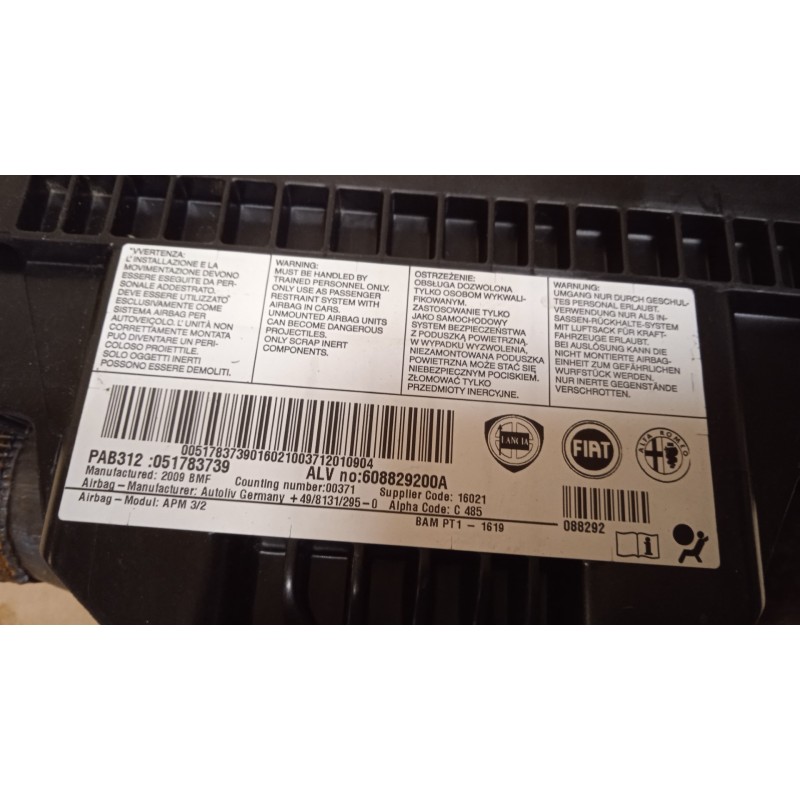 "VVERTENZA:
L'INSTALLAZIONE E LA
MOVIMENTAZIONE DEVONO
ESSERE ESEGUITE DA PER-
SONALE ADDESTRATO.
DEVE ESSERE UTILIZZATO
ESCLUSIVAMENTE COME
SISTEMA AIRBAG PER
AUTOVEICOLO. L'UNITÀ NON
CORRETTAMENTE MONTATA
PUÒ DIVENTARE UN PERI-
COLOSO PROIETTILE.
SOLO OGGETTI INERTI
POSSONO ESSERE DEMOLITI.
WARNING:
MUST BE HANDLED BY
TRAINED PERSONNEL ONLY.
ONLY USE AS PASSENGER
RESTRAINT SYSTEM WITH
AIRBAG IN CARS.
UNMOUNTED AIRBAG UNITS
CAN BECOME DANGEROUS
PROJECTILES.
ONLY SCRAP INERT
COMPONENTS.
OSTRZEŻENIE:
OBSŁUGA DOZWOLONA
TYLKO OSOBOM WYKWALI-
FIKOWANYM.
ZASTOSOWANIE TYLKO
JAKO SAMOCHODOWY
SYSTEM BEZPIECZEŃSTWA
Z PODUSZKĄ POWIETRZNĄ.
W WYPADKU WYZWOLENIA,
NIEZAMONTOWANA PODUSZKA
POWIETRZNA MOŻE STAĆ SIĘ
NIEBEZPIECZNYM POCISKIEM.
ZŁOMOWAĆ TYLKO
PRZEDMIOTY INERCYJNE.
WARNUNG:
UMGANG NUR DURCH GESCHUL-
TES PERSONAL ERLAUBT.
VERWENDUNG NUR ALS IN-
SASSEN-RÜCKHALTE-SYSTEM
MIT LUFTSACK FÜR KRAFT-
FAHRZEUGE ERLAUBT.
BEI AUSLÖSUNG KANN DIE
NICHT MONTIERTE AIRBAG-
EINHEIT ZUM GEFÄHRLICHEN
WURFSTÜCK WERDEN.
NUR INERTE GEGENSTÄNDE
VERSCHROTTEN.
00517837390160210037120 10904
PAB312 :051783739
ALV no:608829200A
Manufactured: 2009 BMF
Counting number:00371
Supplier Code: 16021
Airbag - Manufacturer: Autoliv Germany +49/8131/295-0
Alpha Code: C 485
Airbag - Modul: APM 3/2
BAM PT1 - 1619
LANCIA
FIAT
ALFA ROMEO
088292